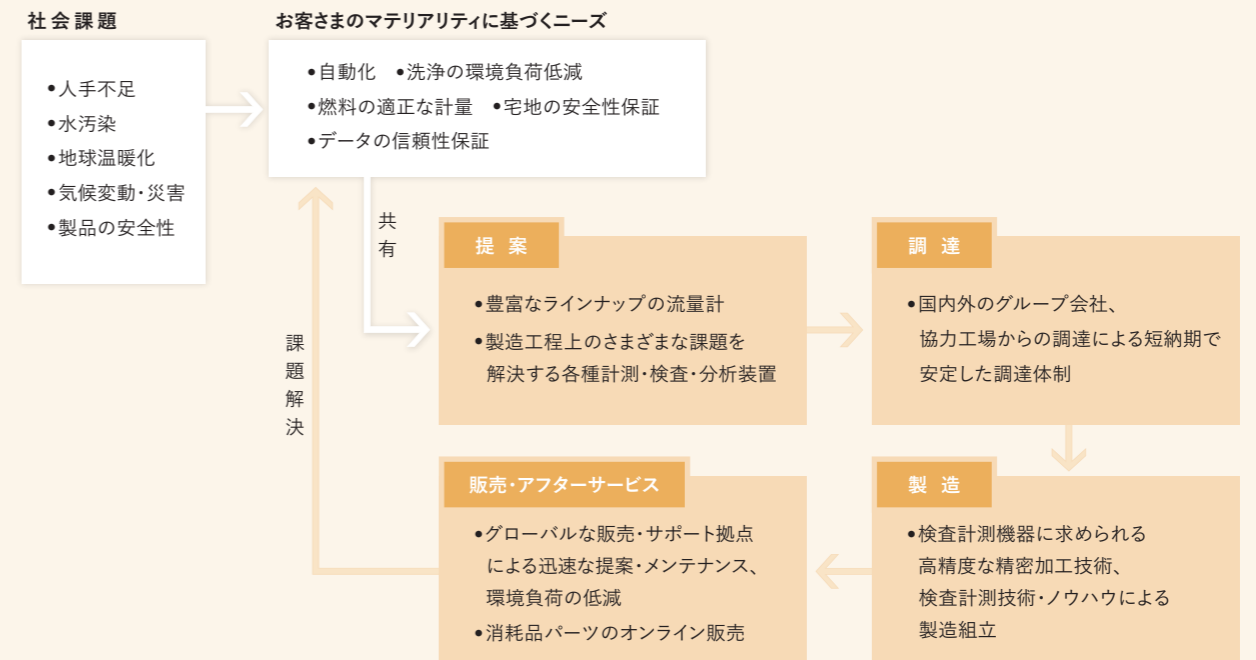 社会課題
•人手不足
•水汚染
•地球温暖化
•気候変動・災害
•製品の安全性
お客さまのマテリアリティに基づくニーズ
•自動化 •洗浄の環境負荷低減
•燃料の適正な計量 •宅地の安全性保証
•データの信頼性保証
共有
課題解決
提案
•豊富なラインナップの流量計
•製造工程上のさまざまな課題を
解決する各種計測・検査・分析装置
調達
•国内外のグループ会社、
協力工場からの調達による短納期で
安定した調達体制
製造
•検査計測機器に求められる
高精度な精密加工技術、
検査計測技術・ノウハウによる
製造組立
販売・アフターサービス
•グローバルな販売・サポート拠点
による迅速な提案・メンテナンス、
環境負荷の低減
•消耗品パーツのオンライン販売